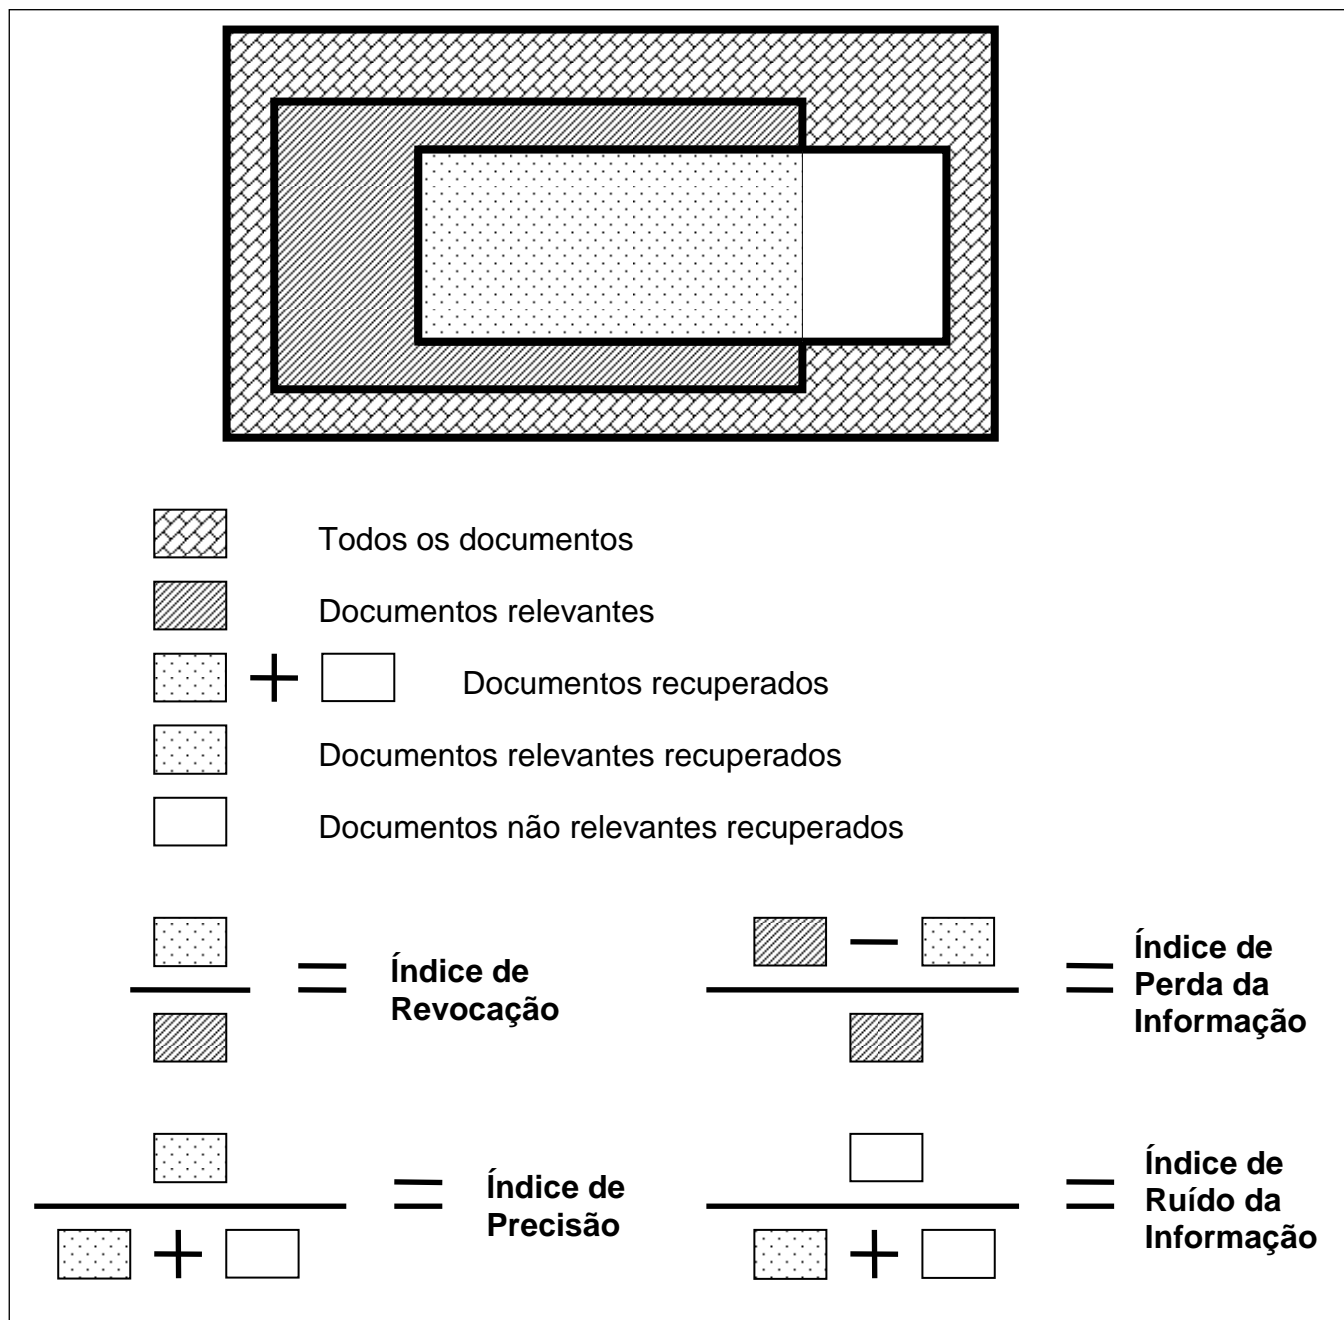 Todos os documentos
Documentos relevantes
Documentos recuperados
Documentos relevantes recuperados
Documentos não relevantes recuperados
Índice de
Revocação
Índice de
Perda da
Informação
Índice de
Precisão
Índice de
Ruído da
Informação